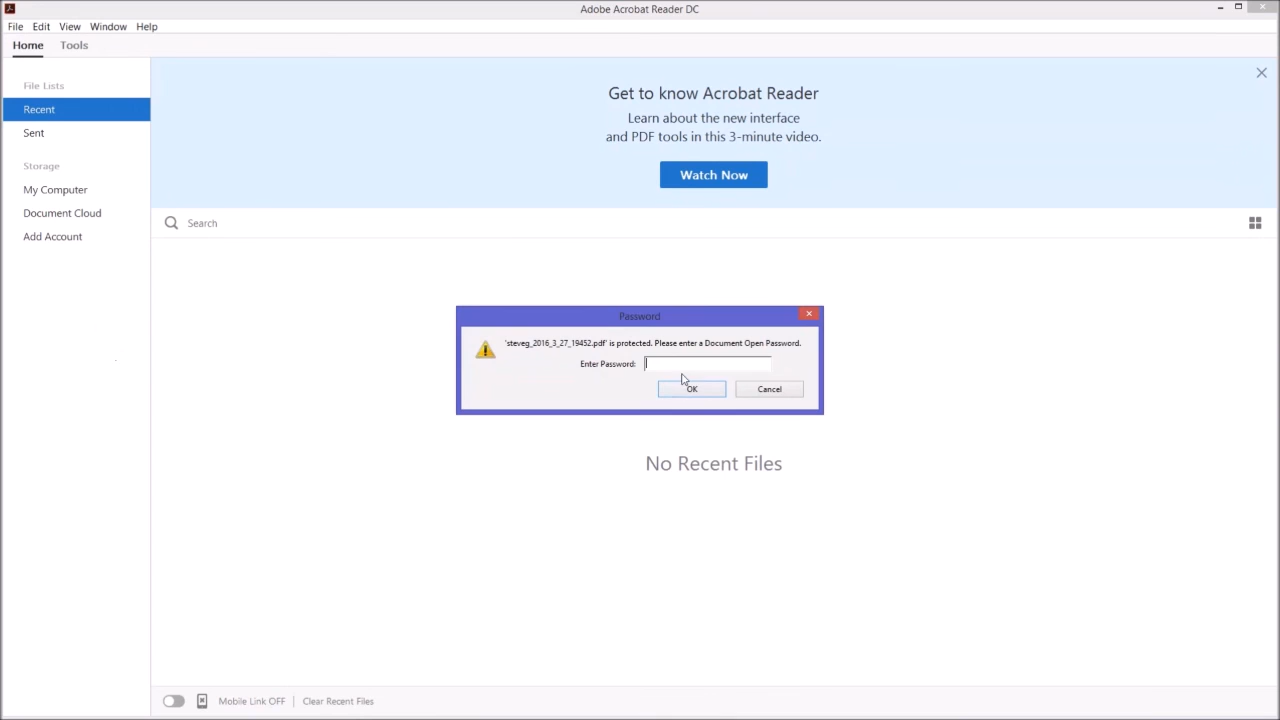 Adobe Acrobat Reader DC
File Edit View Window Help
Home Tools
File Lists
Recent
Sent
Storage
My Computer
Document Cloud
Add Account
Get to know Acrobat Reader
Learn about the new interface
and PDF tools in this 3-minute video.
Watch Now
Search
Password
'steveg_2016_3_27_19452.pdf' is protected. Please enter a Document Open Password.
Enter Password:
OK Cancel
No Recent Files
Mobile Link OFF | Clear Recent Files